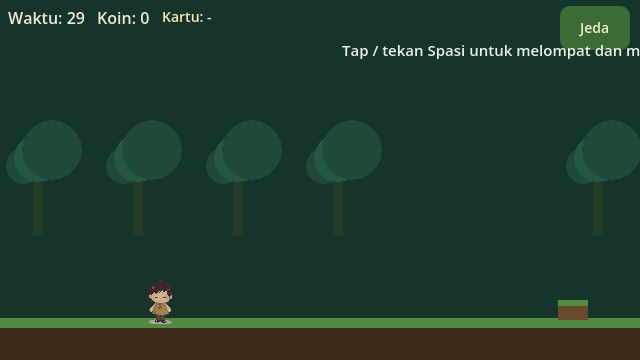 Waktu: 29 Koin: 0 Kartu: -
Jeda
Tap / tekan Spasi untuk melompat dan m